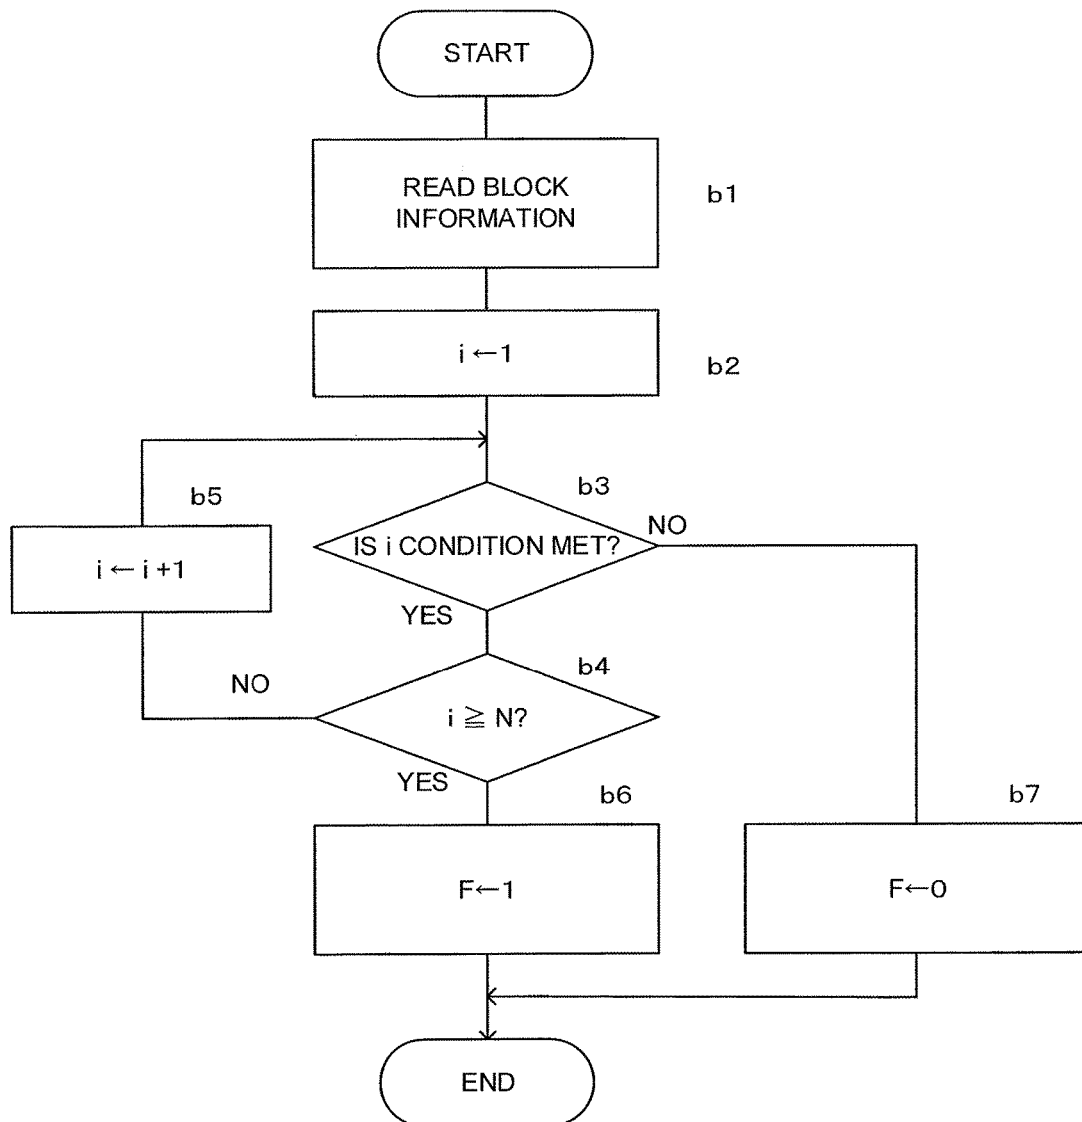 START
READ BLOCK
INFORMATION
b1
i ←1
b2
b5
b3
NO
IS i CONDITION MET?
i ← i +1
YES
b4
NO
i ≧ N?
YES
b6
b7
F←1
F←0
END